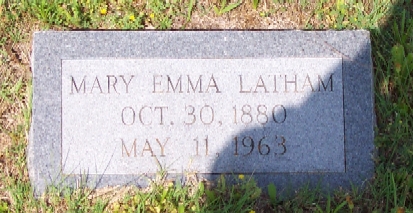 MARY EMMA LATHAM
OCT. 30, 1880
MAY 11, 1963